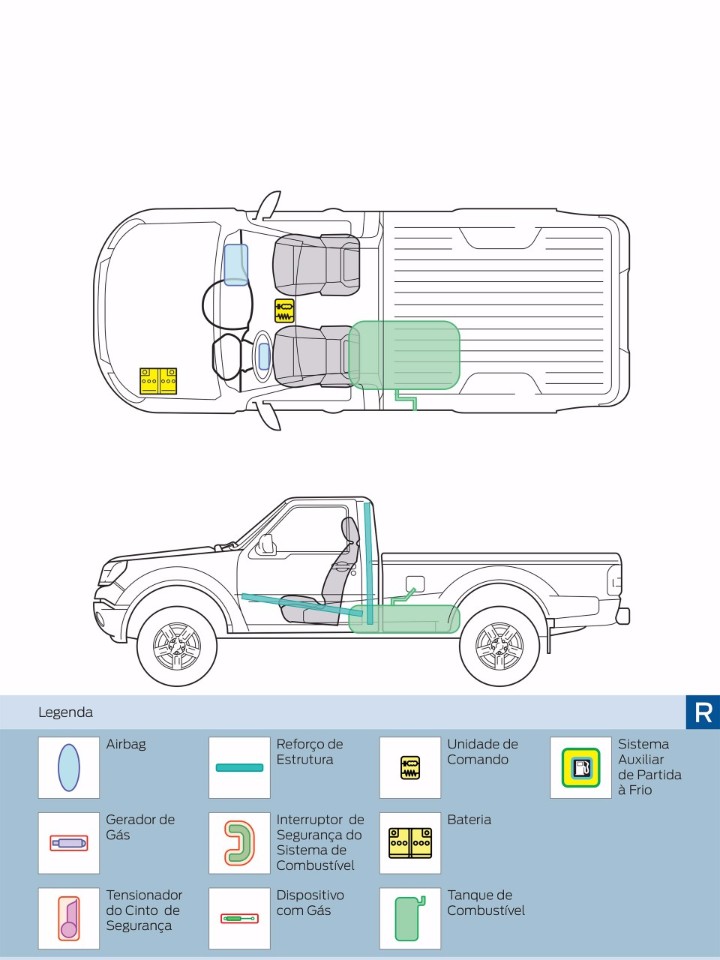 Legenda
R
Airbag
Reforço de
Estrutura
Unidade de
Comando
Sistema
Auxiliar
de Partida
à Frio
Gerador de
Gás
Interruptor de
Segurança do
Sistema de
Combustível
Bateria
Tensionador
do Cinto de
Segurança
Dispositivo
com Gás
Tanque de
Combustível